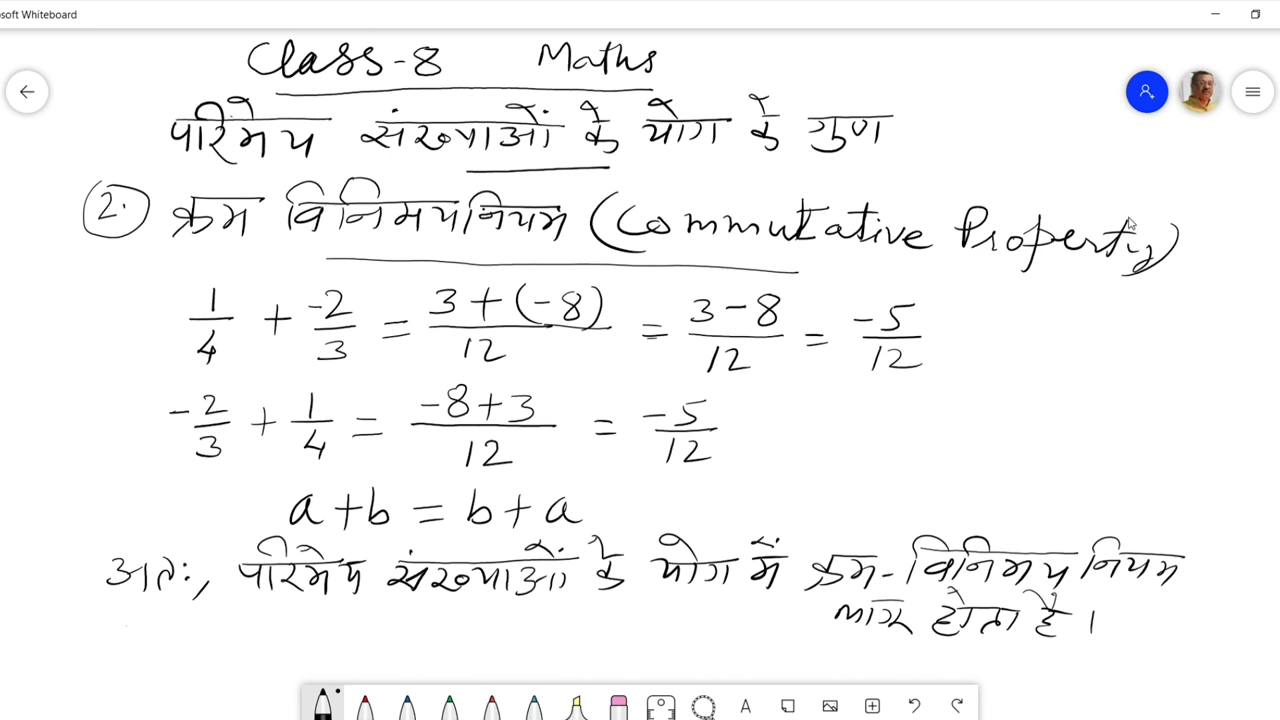 soft Whiteboard
Class-8 Maths
परिमेय संख्याओं के योग के गुण
2. क्रम विनिमय नियम (Commutative Property)
1/4 + -2/3 = 3+(-8)/12 = 3-8/12 = -5/12
-2/3 + 1/4 = -8+3/12 = -5/12
a+b = b+a
अतः, परिमेय संख्याओं के योग में क्रम-विनिमय नियम
लागू होता है।